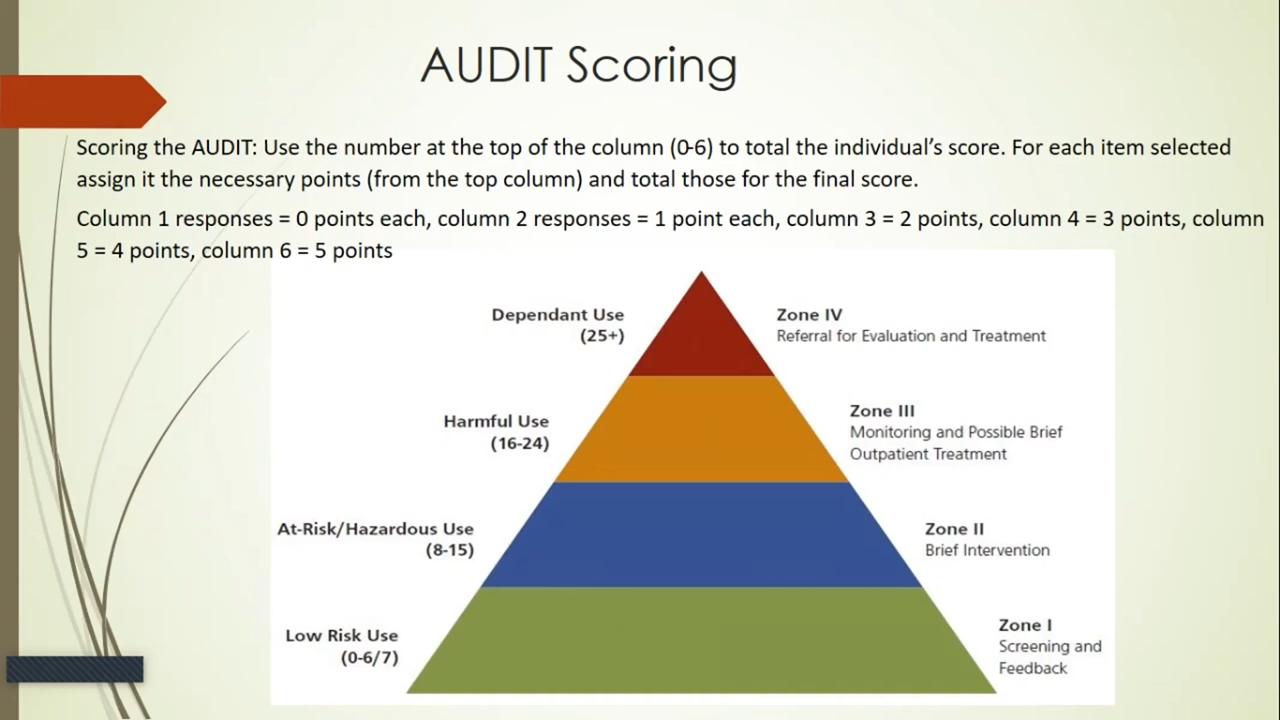 AUDIT Scoring
Scoring the AUDIT: Use the number at the top of the column (0-6) to total the individual’s score. For each item selected
assign it the necessary points (from the top column) and total those for the final score.
Column 1 responses = 0 points each, column 2 responses = 1 point each, column 3 = 2 points, column 4 = 3 points, column
5 = 4 points, column 6 = 5 points
Dependant Use
(25+)
Zone IV
Referral for Evaluation and Treatment
Harmful Use
(16-24)
Zone III
Monitoring and Possible Brief
Outpatient Treatment
At-Risk/Hazardous Use
(8-15)
Zone II
Brief Intervention
Low Risk Use
(0-6/7)
Zone I
Screening and
Feedback